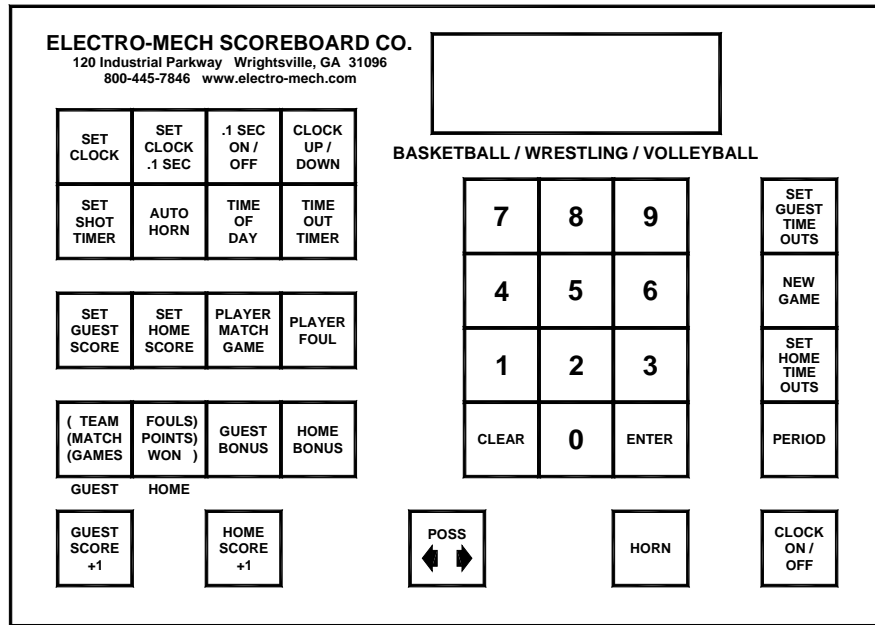 ELECTRO-MECH SCOREBOARD CO.
120 Industrial Parkway Wrightsville, GA 31096
800-445-7846 www.electro-mech.com
SET
CLOCK
SET
CLOCK
.1 SEC
.1 SEC
ON /
OFF
CLOCK
UP /
DOWN
SET
SHOT
TIMER
AUTO
HORN
TIME
OF
DAY
TIME
OUT
TIMER
SET
GUEST
SCORE
SET
HOME
SCORE
PLAYER
MATCH
GAME
PLAYER
FOUL
( TEAM
(MATCH
(GAMES
FOULS)
POINTS)
WON )
GUEST
BONUS
HOME
BONUS
GUEST
HOME
GUEST
SCORE
+1
HOME
SCORE
+1
BASKETBALL / WRESTLING / VOLLEYBALL
7
8
9
4
5
6
1
2
3
CLEAR
0
ENTER
SET
GUEST
TIME
OUTS
NEW
GAME
SET
HOME
TIME
OUTS
PERIOD
POSS
HORN
CLOCK
ON /
OFF